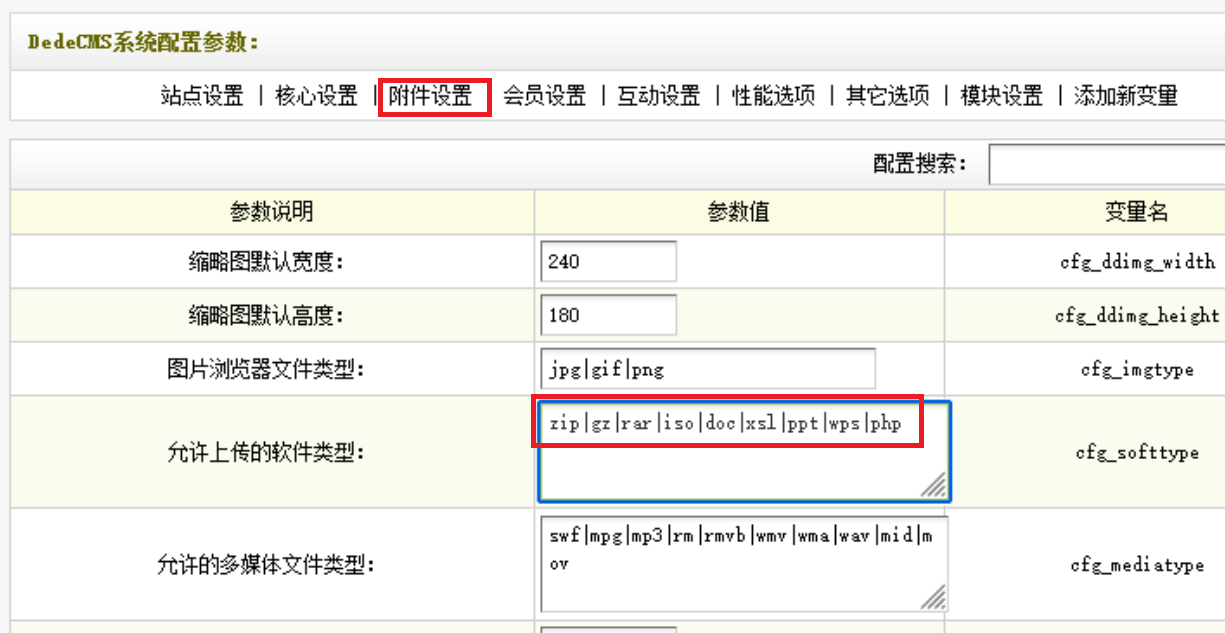 DedeCMS系统配置参数：
站点设置 | 核心设置 | 附件设置 会员设置 | 互动设置 | 性能选项 | 其它选项 | 模块设置 | 添加新变量
配置搜索：
参数说明 参数值 变量名
缩略图默认宽度： 240 cfg_ddimg_width
缩略图默认高度： 180 cfg_ddimg_height
图片浏览器文件类型： jpg|gif|png cfg_imgtype
允许上传的软件类型： zip|gz|rar|iso|doc|xsl|ppt|wps|php cfg_softtype
允许的多媒体文件类型： swf|mpg|mp3|rm|rmvb|wmv|wma|wav|mid|m cfg_mediatype
ov